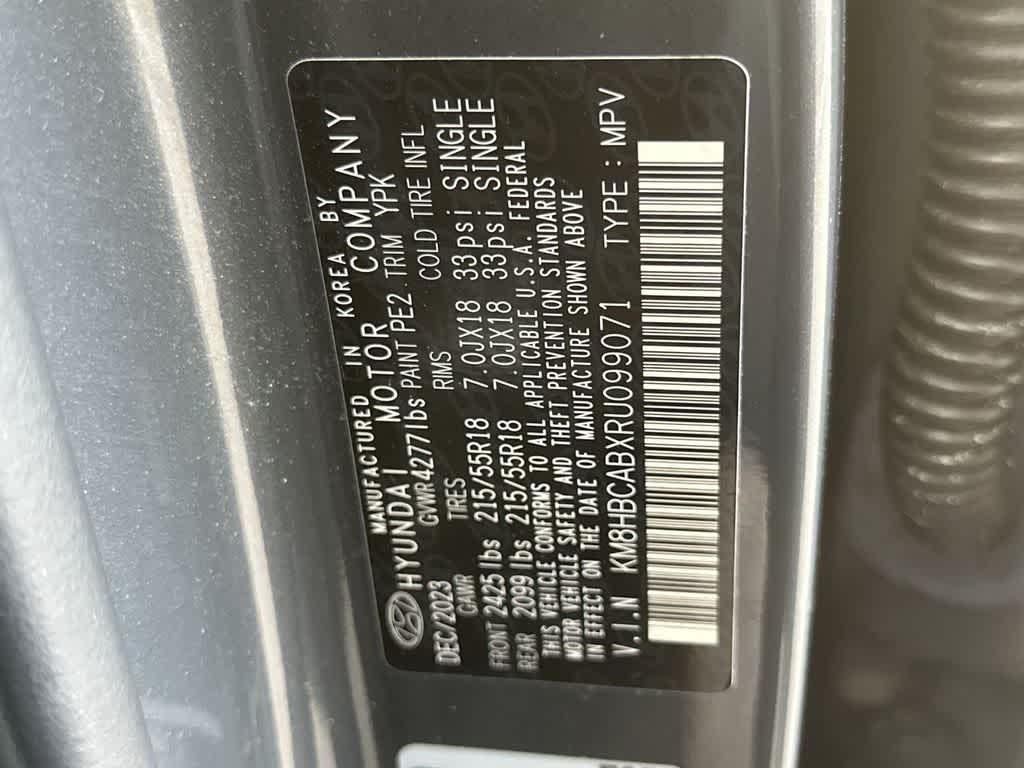 MANUFACTURED IN KOREA BY
HYUNDAI MOTOR COMPANY
DEC/2023 GVWR4277lbs PAINT PE2 TRIM YPK
GAWR TIRES RIMS COLD TIRE INFL
FRONT 2425 lbs 215/55R18 7.0JX18 33psi SINGLE
REAR 2099 lbs 215/55R18 7.0JX18 33psi SINGLE
THIS VEHICLE CONFORMS TO ALL APPLICABLE U.S.A. FEDERAL
MOTOR VEHICLE SAFETY AND THEFT PREVENTION STANDARDS
IN EFFECT ON THE DATE OF MANUFACTURE SHOWN ABOVE
V.I.N KM8HBCABXRU099071 TYPE : MPV